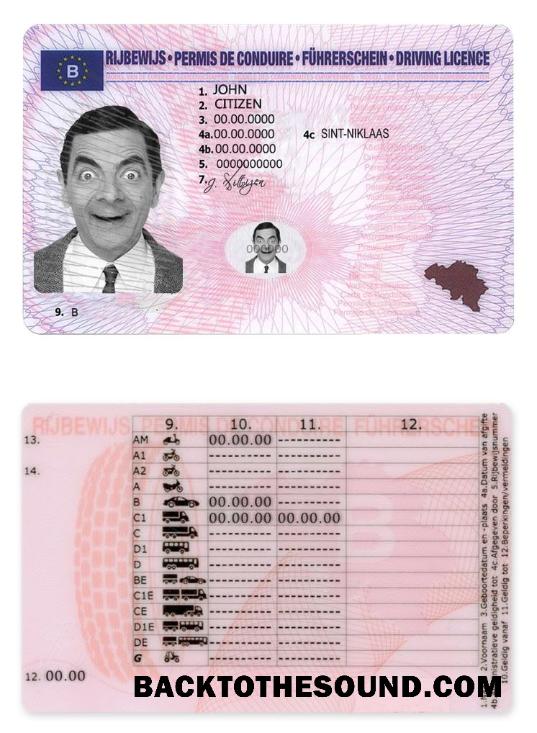 RIJBEWIJS • PERMIS DE CONDUIRE • FÜHRERSCHEIN • DRIVING LICENCE
B
1. JOHN
2. CITIZEN
3. 00.00.0000
4a. 00.00.0000 4c SINT-NIKLAAS
4b. 00.00.0000
5. 0000000000
7.
000000
9. B
RIJBEWIJS PERMIS DE CONDUIRE FÜHRERSCHE
9. 10. 11. 12.
13.
AM 00.00.00 --------
A1 -------- --------
14.
A2 -------- --------
A -------- --------
B 00.00.00 --------
C1 00.00.00 00.00.00
C -------- --------
D1 -------- --------
D -------- --------
BE -------- --------
C1E -------- --------
CE -------- --------
D1E -------- --------
DE -------- --------
G -------- --------
12. 00.00
2.Voornaam 3.Geboortedatum en -plaats 4a.Datum van afgifte
4b. ministratieve geldigheid tot 4c.Afgegeven door 5.Rijbewijsnummer
10.Geldig vanaf 11.Geldig tot 12.Beperkingen/vermeldingen
BACKTOTHESOUND.COM